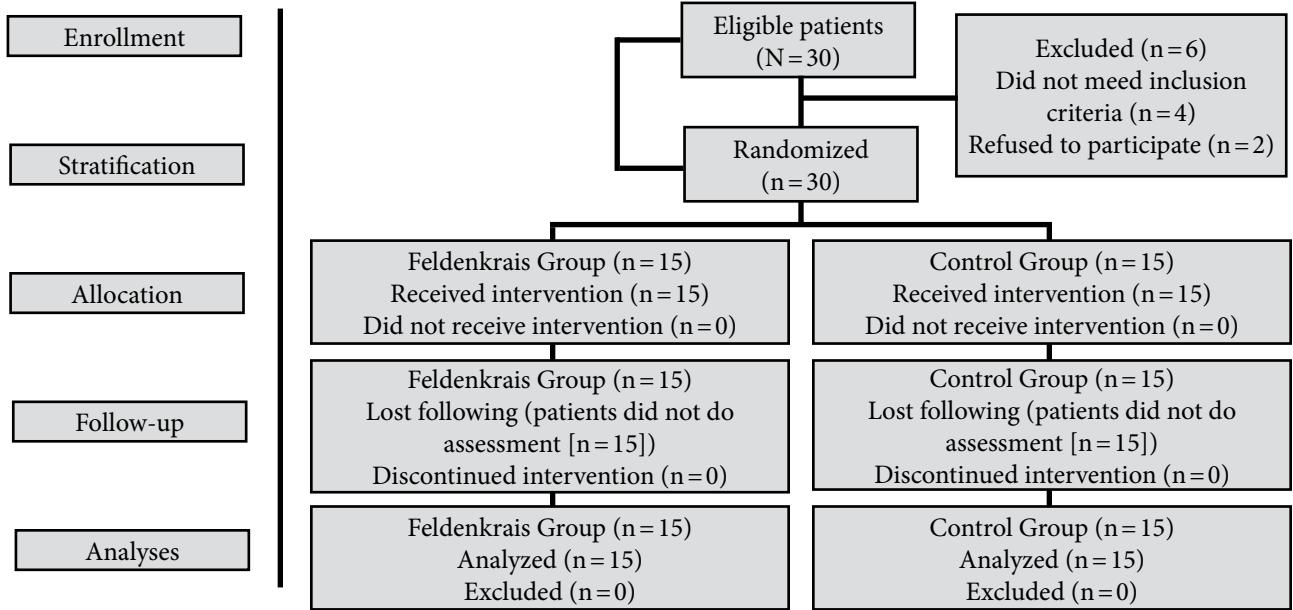 Enrollment
Eligible patients
(N = 30)
Excluded (n = 6)
Did not meed inclusion
criteria (n = 4)
Refused to participate (n = 2)
Stratification
Randomized
(n = 30)
Allocation
Feldenkrais Group (n = 15)
Received intervention (n = 15)
Did not receive intervention (n = 0)
Control Group (n = 15)
Received intervention (n = 15)
Did not receive intervention (n = 0)
Follow-up
Feldenkrais Group (n = 15)
Lost following (patients did not do
assessment [n = 15])
Discontinued intervention (n = 0)
Control Group (n = 15)
Lost following (patients did not do
assessment [n = 15])
Discontinued intervention (n = 0)
Analyses
Feldenkrais Group (n = 15)
Analyzed (n = 15)
Excluded (n = 0)
Control Group (n = 15)
Analyzed (n = 15)
Excluded (n = 0)